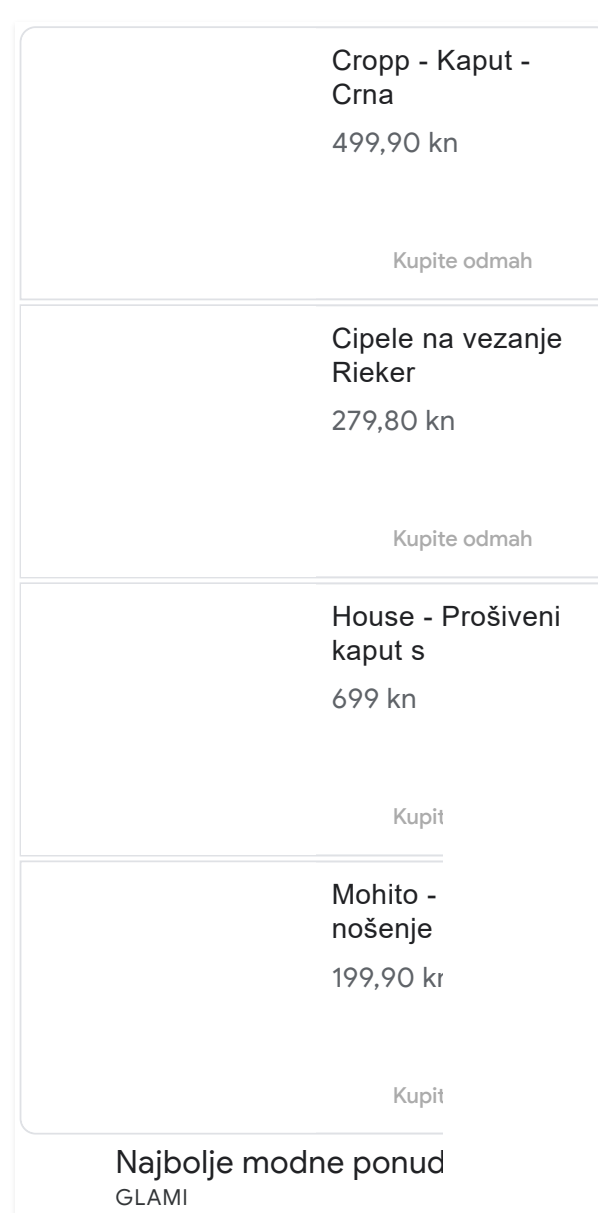 Cropp - Kaput -
Crna
499,90 kn
Kupite odmah
Cipele na vezanje
Rieker
279,80 kn
Kupite odmah
House - Prošiveni
kaput s
699 kn
Kupit
Mohito -
nošenje
199,90 kr
Kupit
Najbolje modne ponud
GLAMI